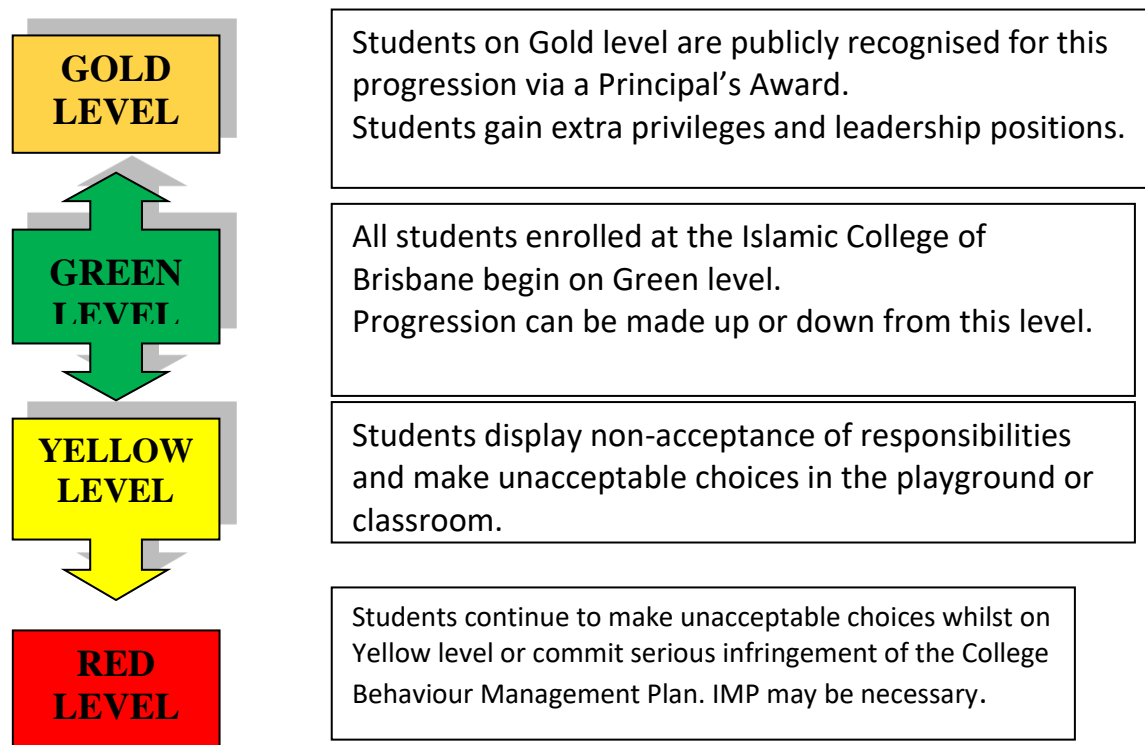 GOLD
LEVEL
Students on Gold level are publicly recognised for this
progression via a Principal’s Award.
Students gain extra privileges and leadership positions.
GREEN
LEVEL
All students enrolled at the Islamic College of
Brisbane begin on Green level.
Progression can be made up or down from this level.
YELLOW
LEVEL
Students display non-acceptance of responsibilities
and make unacceptable choices in the playground or
classroom.
RED
LEVEL
Students continue to make unacceptable choices whilst on
Yellow level or commit serious infringement of the College
Behaviour Management Plan. IMP may be necessary.